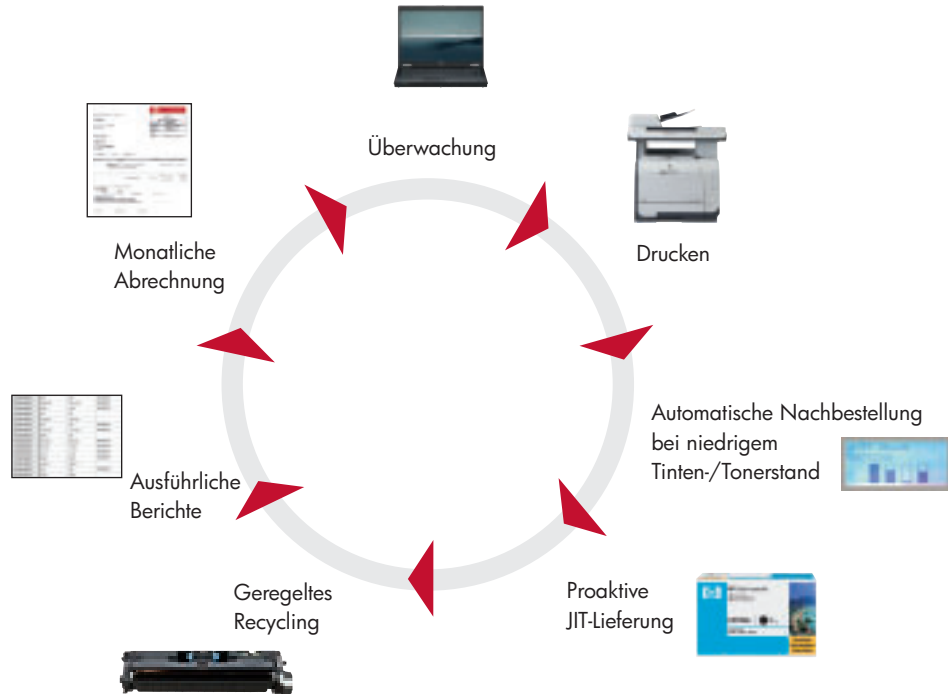 Überwachung
Drucken
Automatische Nachbestellung
bei niedrigem
Tinten-/Tonerstand
Proaktive
JIT-Lieferung
Geregeltes
Recycling
Ausführliche
Berichte
Monatliche
Abrechnung